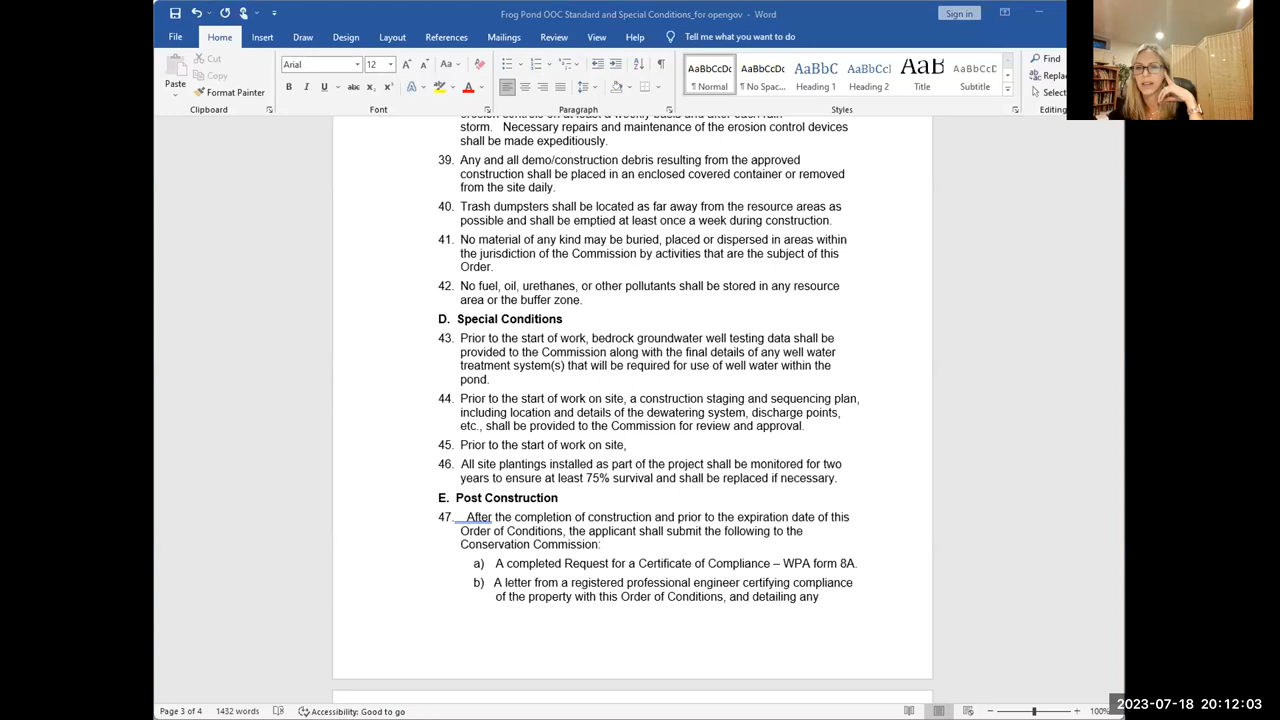 Frog Pond OOC Standard and Special Conditions_for opengov - Word
Sign in
File Home Insert Draw Design Layout References Mailings Review View Help Tell me what you want to do
Cut
Copy
Paste
Format Painter
Clipboard
Arial 12
Font
Paragraph
AaBbCcDc AaBbCcDc AaBbC AaBbCcI AaB AaBbCcD
¶ Normal ¶ No Spac... Heading 1 Heading 2 Title Subtitle
Styles
Find
Replac
Select
Editing
erosion controls on at least a weekly basis and after each rain
storm. Necessary repairs and maintenance of the erosion control devices
shall be made expeditiously.
39. Any and all demo/construction debris resulting from the approved
construction shall be placed in an enclosed covered container or removed
from the site daily.
40. Trash dumpsters shall be located as far away from the resource areas as
possible and shall be emptied at least once a week during construction.
41. No material of any kind may be buried, placed or dispersed in areas within
the jurisdiction of the Commission by activities that are the subject of this
Order.
42. No fuel, oil, urethanes, or other pollutants shall be stored in any resource
area or the buffer zone.
D. Special Conditions
43. Prior to the start of work, bedrock groundwater well testing data shall be
provided to the Commission along with the final details of any well water
treatment system(s) that will be required for use of well water within the
pond.
44. Prior to the start of work on site, a construction staging and sequencing plan,
including location and details of the dewatering system, discharge points,
etc., shall be provided to the Commission for review and approval.
45. Prior to the start of work on site,
46. All site plantings installed as part of the project shall be monitored for two
years to ensure at least 75% survival and shall be replaced if necessary.
E. Post Construction
47. After the completion of construction and prior to the expiration date of this
Order of Conditions, the applicant shall submit the following to the
Conservation Commission:
a) A completed Request for a Certificate of Compliance – WPA form 8A.
b) A letter from a registered professional engineer certifying compliance
of the property with this Order of Conditions, and detailing any
Page 3 of 4 1432 words Accessibility: Good to go 100%
2023-07-18 20:12:03